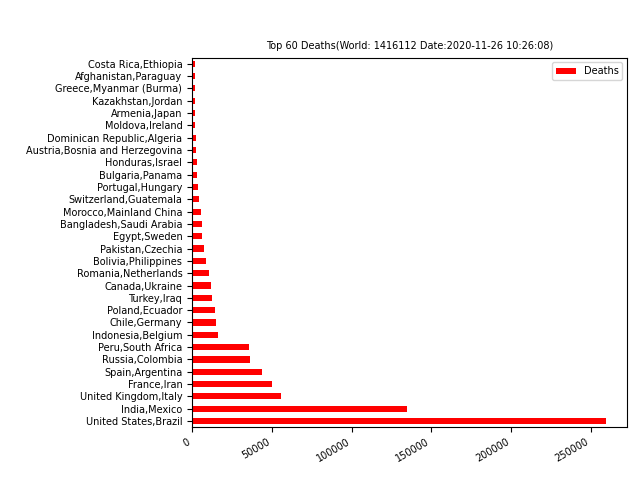 Top 60 Deaths(World: 1416112 Date:2020-11-26 10:26:08)
Deaths
Costa Rica,Ethiopia
Afghanistan,Paraguay
Greece,Myanmar (Burma)
Kazakhstan,Jordan
Armenia,Japan
Moldova,Ireland
Dominican Republic,Algeria
Austria,Bosnia and Herzegovina
Honduras,Israel
Bulgaria,Panama
Portugal,Hungary
Switzerland,Guatemala
Morocco,Mainland China
Bangladesh,Saudi Arabia
Egypt,Sweden
Pakistan,Czechia
Bolivia,Philippines
Romania,Netherlands
Canada,Ukraine
Turkey,Iraq
Poland,Ecuador
Chile,Germany
Indonesia,Belgium
Peru,South Africa
Russia,Colombia
Spain,Argentina
France,Iran
United Kingdom,Italy
India,Mexico
United States,Brazil
0 50000 100000 150000 200000 250000